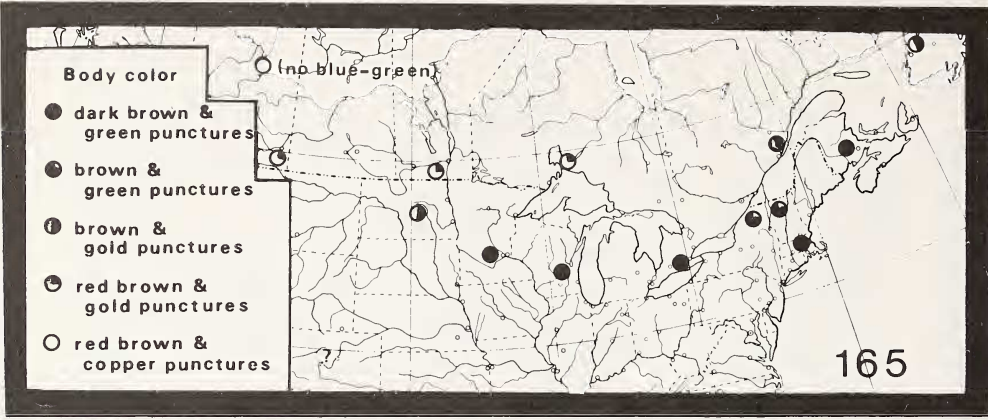 Body color
dark brown &
green punctures
brown &
green punctures
brown &
gold punctures
red brown &
gold punctures
red brown &
copper punctures
(no blue-green)
?
165